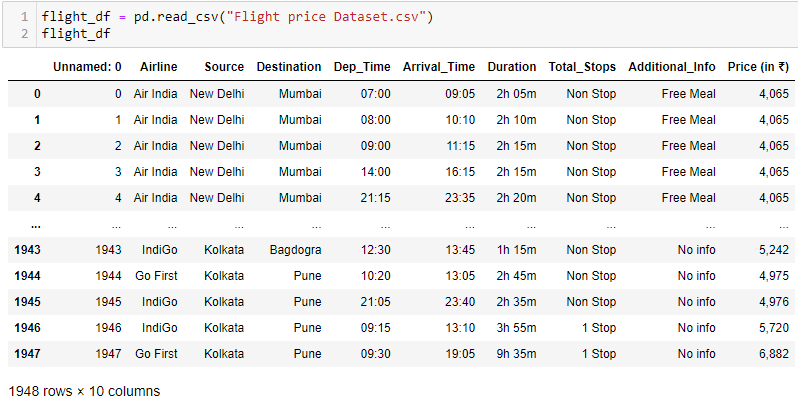 1 flight_df = pd.read_csv("Flight price Dataset.csv")
2 flight_df
Unnamed: 0 Airline Source Destination Dep_Time Arrival_Time Duration Total_Stops Additional_Info Price (in ₹)
0 0 Air India New Delhi Mumbai 07:00 09:05 2h 05m Non Stop Free Meal 4,065
1 1 Air India New Delhi Mumbai 08:00 10:10 2h 10m Non Stop Free Meal 4,065
2 2 Air India New Delhi Mumbai 09:00 11:15 2h 15m Non Stop Free Meal 4,065
3 3 Air India New Delhi Mumbai 14:00 16:15 2h 15m Non Stop Free Meal 4,065
4 4 Air India New Delhi Mumbai 21:15 23:35 2h 20m Non Stop Free Meal 4,065
... ... ... ... ... ... ... ... ... ... ...
1943 1943 IndiGo Kolkata Bagdogra 12:30 13:45 1h 15m Non Stop No info 5,242
1944 1944 Go First Kolkata Pune 10:20 13:05 2h 45m Non Stop No info 4,975
1945 1945 IndiGo Kolkata Pune 21:05 23:40 2h 35m Non Stop No info 4,976
1946 1946 IndiGo Kolkata Pune 09:15 13:10 3h 55m 1 Stop No info 5,720
1947 1947 Go First Kolkata Pune 09:30 19:05 9h 35m 1 Stop No info 6,882
1948 rows × 10 columns